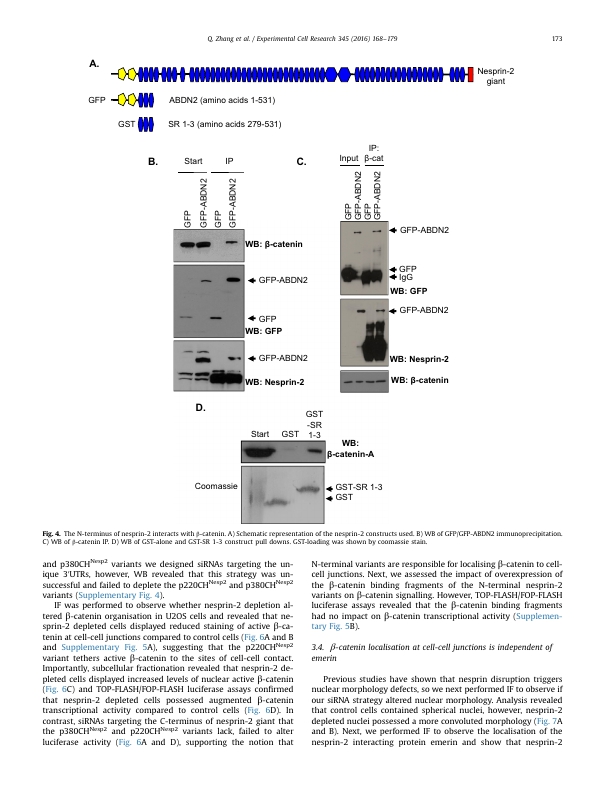 Q. Zhang et al. / Experimental Cell Research 345 (2016) 168–179
173
A.
Nesprin-2
giant
GFP
ABDN2 (amino acids 1-531)
GST
SR 1-3 (amino acids 279-531)
B.
Start
IP
GFP
GFP-ABDN2
GFP
GFP-ABDN2
WB: β-catenin
GFP-ABDN2
GFP
WB: GFP
GFP-ABDN2
WB: Nesprin-2
C.
IP:
Input
β-cat
GFP
GFP-ABDN2
GFP
GFP-ABDN2
GFP-ABDN2
GFP
IgG
WB: GFP
GFP-ABDN2
WB: Nesprin-2
WB: β-catenin
D.
GST
-SR
Start
GST
1-3
WB:
β-catenin-A
Coomassie
GST-SR 1-3
GST
Fig. 4. The N-terminus of nesprin-2 interacts with β-catenin. A) Schematic representation of the nesprin-2 constructs used. B) WB of GFP/GFP-ABDN2 immunoprecipitation.
C) WB of β-catenin IP. D) WB of GST-alone and GST-SR 1-3 construct pull downs. GST-loading was shown by coomassie stain.
and p380CHNesp2 variants we designed siRNAs targeting the un-
ique 3′UTRs, however, WB revealed that this strategy was un-
successful and failed to deplete the p220CHNesp2 and p380CHNesp2
variants (Supplementary Fig. 4).
IF was performed to observe whether nesprin-2 depletion al-
tered β-catenin organisation in U2OS cells and revealed that ne-
sprin-2 depleted cells displayed reduced staining of active β-ca-
tenin at cell-cell junctions compared to control cells (Fig. 6A and B
and Supplementary Fig. 5A), suggesting that the p220CHNesp2
variant tethers active β-catenin to the sites of cell-cell contact.
Importantly, subcellular fractionation revealed that nesprin-2 de-
pleted cells displayed increased levels of nuclear active β-catenin
(Fig. 6C) and TOP-FLASH/FOP-FLASH luciferase assays confirmed
that nesprin-2 depleted cells possessed augmented β-catenin
transcriptional activity compared to control cells (Fig. 6D). In
contrast, siRNAs targeting the C-terminus of nesprin-2 giant that
the p380CHNesp2 and p220CHNesp2 variants lack, failed to alter
luciferase activity (Fig. 6A and D), supporting the notion that
N-terminal variants are responsible for localising β-catenin to cell-
cell junctions. Next, we assessed the impact of overexpression of
the β-catenin binding fragments of the N-terminal nesprin-2
variants on β-catenin signalling. However, TOP-FLASH/FOP-FLASH
luciferase assays revealed that the β-catenin binding fragments
had no impact on β-catenin transcriptional activity (Supplemen-
tary Fig. 5B).
3.4. β-catenin localisation at cell-cell junctions is independent of
emerin
Previous studies have shown that nesprin disruption triggers
nuclear morphology defects, so we next performed IF to observe if
our siRNA strategy altered nuclear morphology. Analysis revealed
that control cells contained spherical nuclei, however, nesprin-2
depleted nuclei possessed a more convoluted morphology (Fig. 7A
and B). Next, we performed IF to observe the localisation of the
nesprin-2 interacting protein emerin and show that nesprin-2